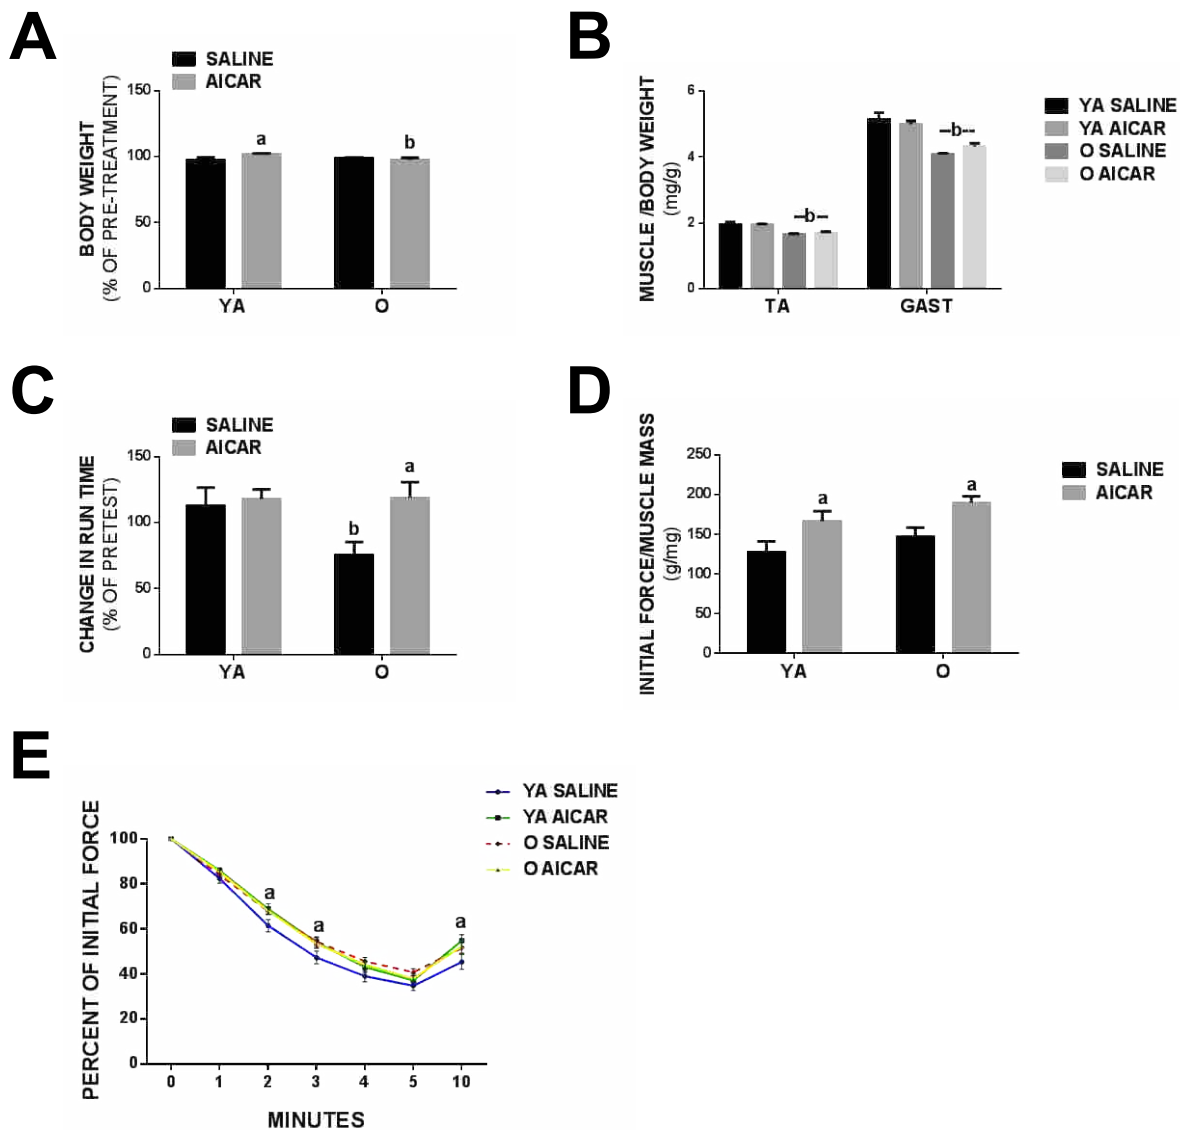 A
SALINE
AICAR
BODY WEIGHT
(% OF PRE-TREATMENT)
150
100
50
0
a
b
YA
O
B
YA SALINE
YA AICAR
O SALINE
O AICAR
MUSCLE /BODY WEIGHT
(mg/g)
6
4
2
0
b
b
TA
GAST
C
SALINE
AICAR
CHANGE IN RUN TIME
(% OF PRETEST)
150
100
50
0
b
a
YA
O
D
SALINE
AICAR
INITIAL FORCE/MUSCLE MASS
(g/mg)
250
200
150
100
50
0
a
a
YA
O
E
YA SALINE
YA AICAR
O SALINE
O AICAR
PERCENT OF INITIAL FORCE
100
80
60
40
20
0
a
a
a
0 1 2 3 4 5 10
MINUTES